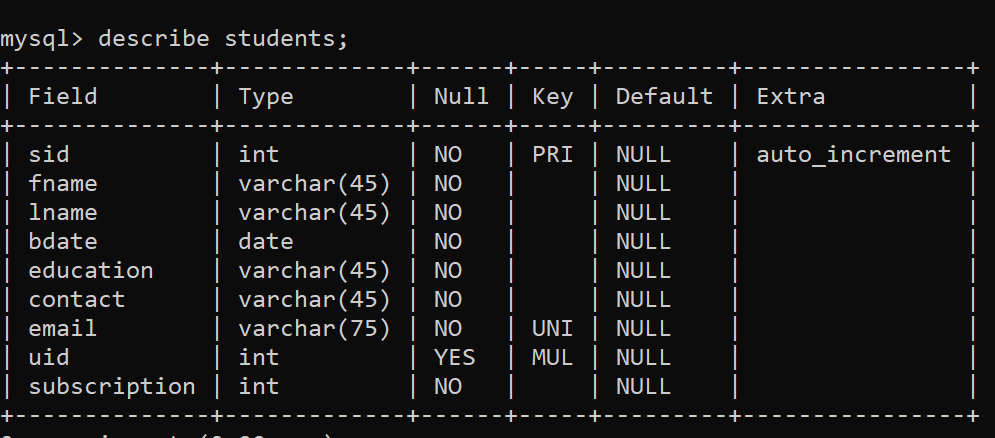 mysql> describe students;
+--------------+-------------+------+-----+---------+----------------+
| Field        | Type        | Null | Key | Default | Extra          |
+--------------+-------------+------+-----+---------+----------------+
| sid          | int         | NO   | PRI | NULL    | auto_increment |
| fname        | varchar(45) | NO   |     | NULL    |                |
| lname        | varchar(45) | NO   |     | NULL    |                |
| bdate        | date        | NO   |     | NULL    |                |
| education    | varchar(45) | NO   |     | NULL    |                |
| contact      | varchar(45) | NO   |     | NULL    |                |
| email        | varchar(75) | NO   | UNI | NULL    |                |
| uid          | int         | YES  | MUL | NULL    |                |
| subscription | int         | NO   |     | NULL    |                |
+--------------+-------------+------+-----+---------+----------------+